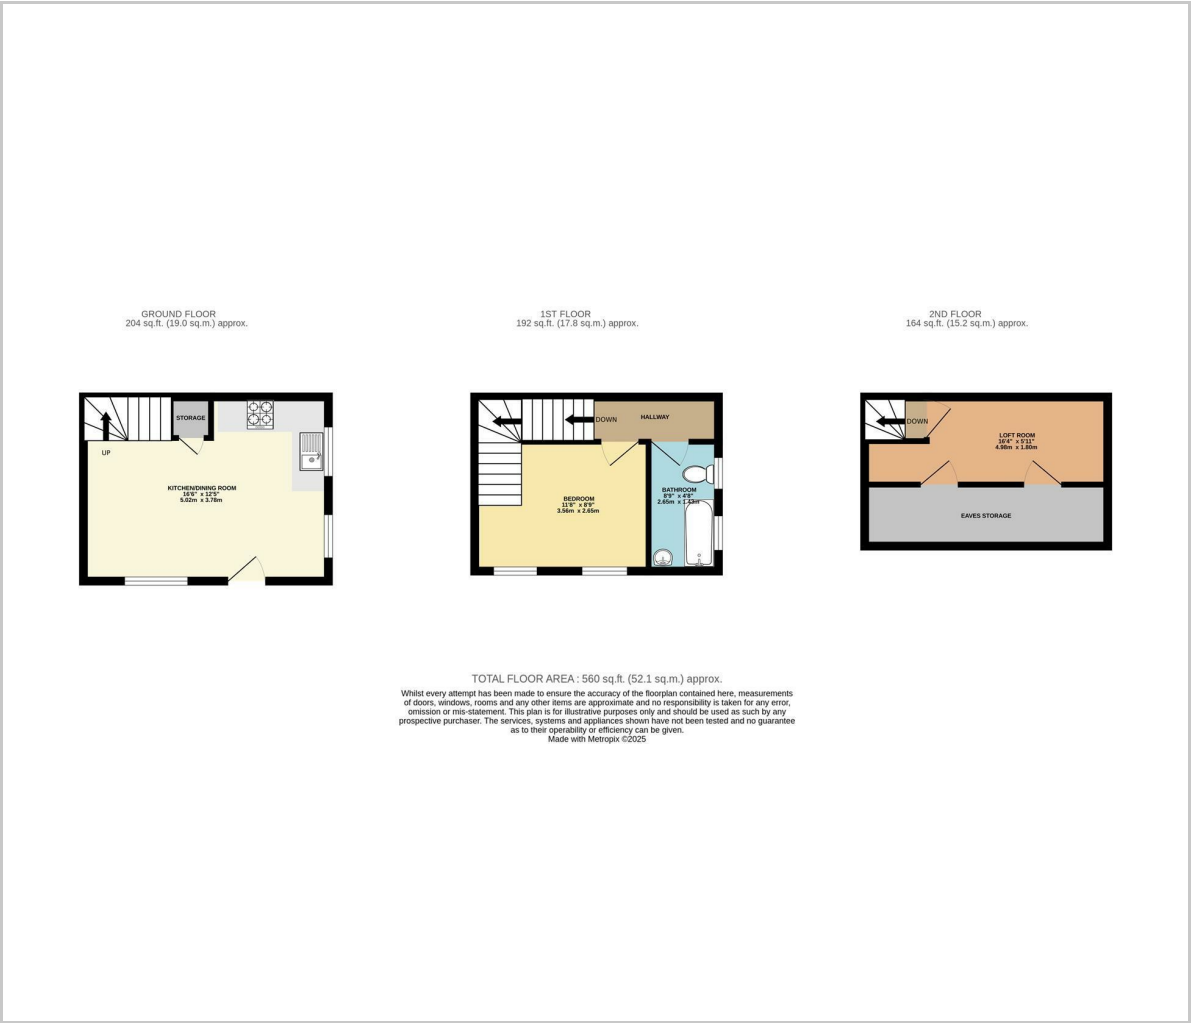 GROUND FLOOR
204 sq.ft. (19.0 sq.m.) approx.
STORAGE
UP
KITCHEN/DINING ROOM
16'6" x 12'5"
5.02m x 3.78m
1ST FLOOR
192 sq.ft. (17.8 sq.m.) approx.
DOWN
HALLWAY
BEDROOM
11'8" x 8'9"
3.56m x 2.65m
BATHROOM
8'9" x 4'8"
2.65m x 1.43m
2ND FLOOR
164 sq.ft. (15.2 sq.m.) approx.
DOWN
LOFT ROOM
16'4" x 5'11"
4.98m x 1.80m
EAVES STORAGE
TOTAL FLOOR AREA : 560 sq.ft. (52.1 sq.m.) approx.
Whilst every attempt has been made to ensure the accuracy of the floorplan contained here, measurements
of doors, windows, rooms and any other items are approximate and no responsibility is taken for any error,
omission or mis-statement. This plan is for illustrative purposes only and should be used as such by any
prospective purchaser. The services, systems and appliances shown have not been tested and no guarantee
as to their operability or efficiency can be given.
Made with Metropix ©2025